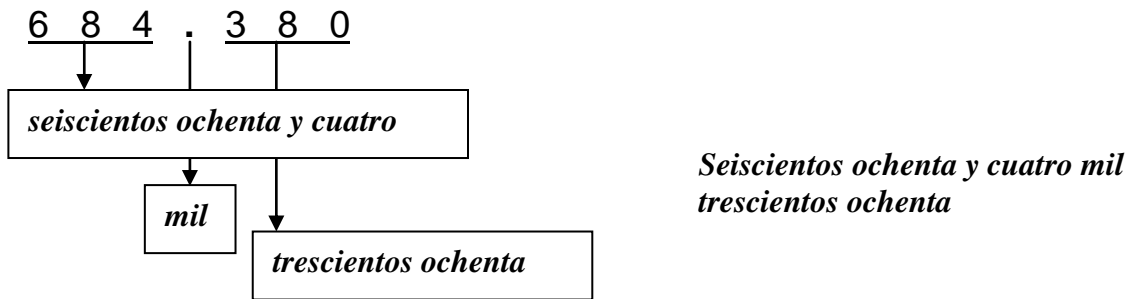 6 8 4 . 3 8 0
seiscientos ochenta y cuatro
mil
trescientos ochenta
Seiscientos ochenta y cuatro mil
trescientos ochenta